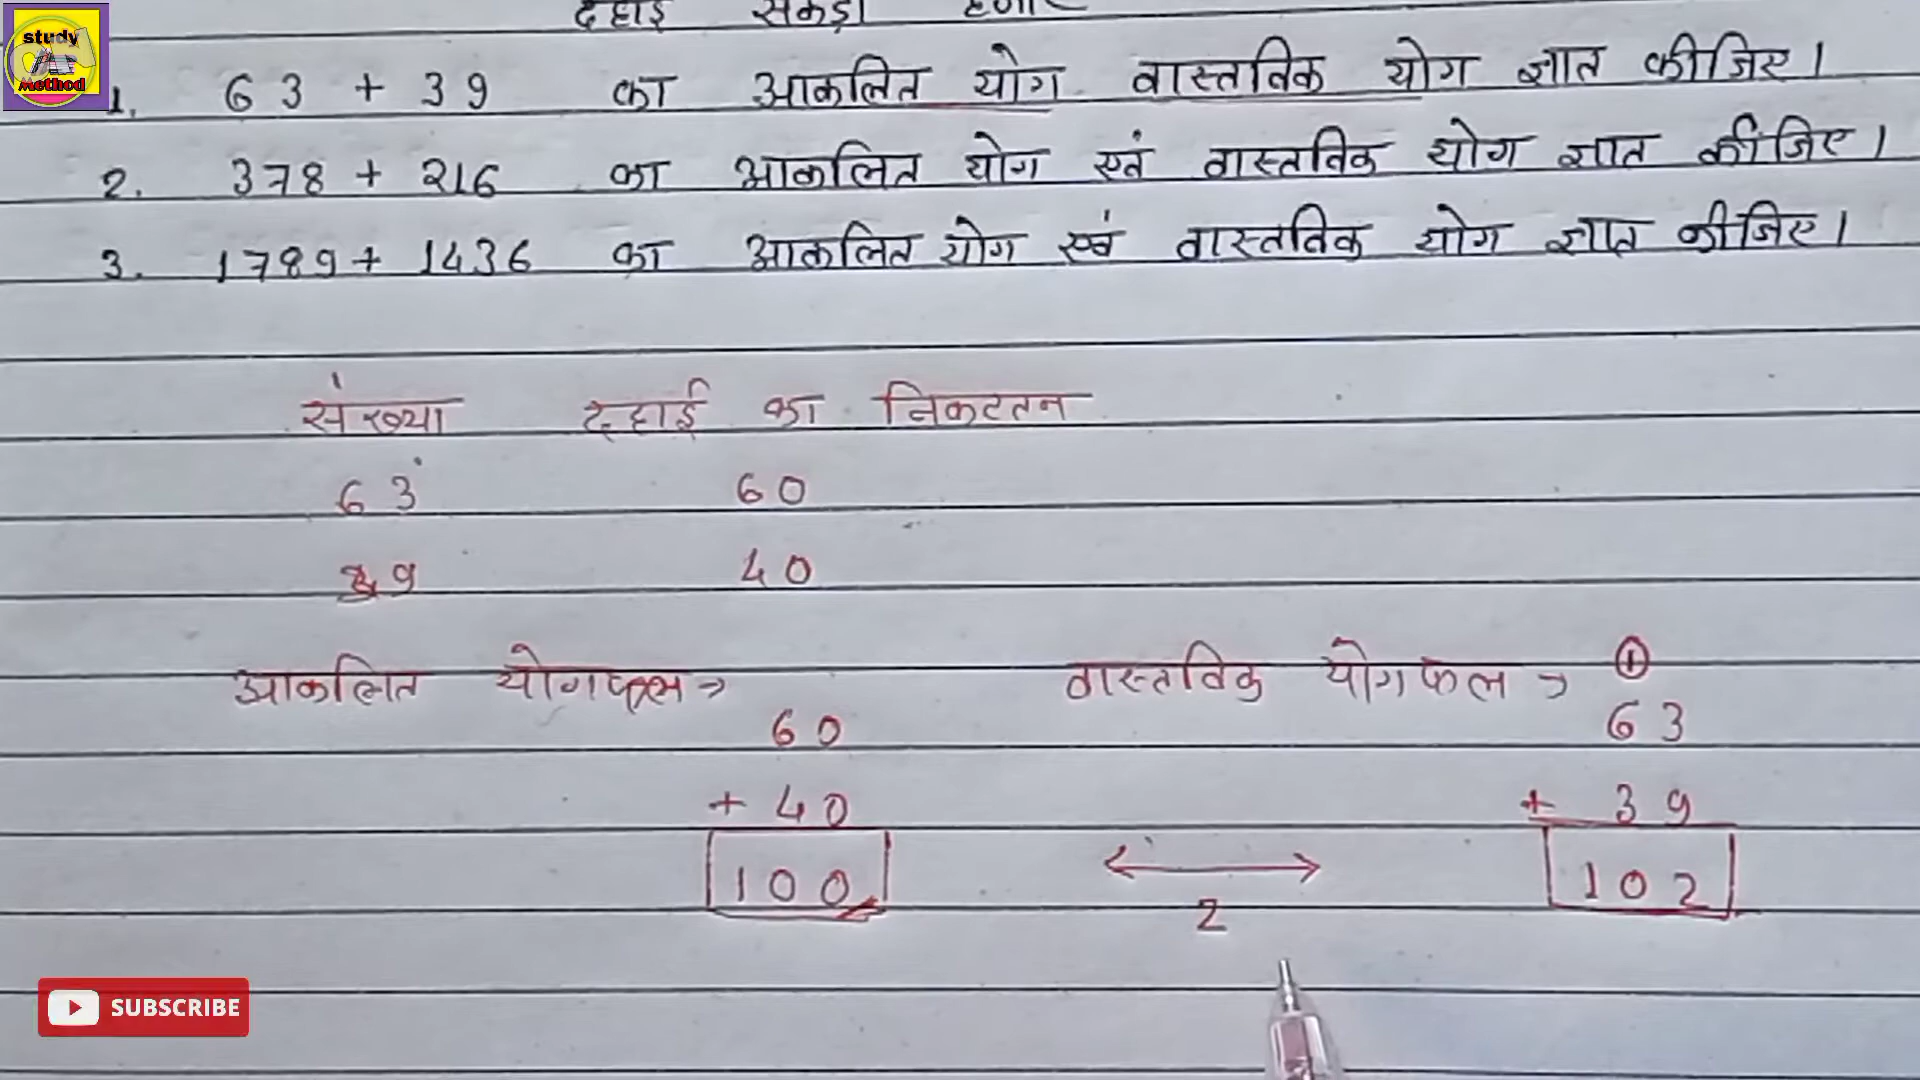 study
Method
दहाई सैकड़ा
1. 63 + 39 का आकलित योग वास्तविक योग ज्ञात कीजिए।
2. 378 + 216 का आकलित योग एवं वास्तविक योग ज्ञात कीजिए।
3. 1789 + 1436 का आकलित योग एवं वास्तविक योग ज्ञात कीजिए।
संख्या दहाई का निकटतन
63 60
39 40
आकलित योगफल→ वास्तविक योगफल → ①
60 63
+ 40 + 39
100 ↔ 102
2
SUBSCRIBE